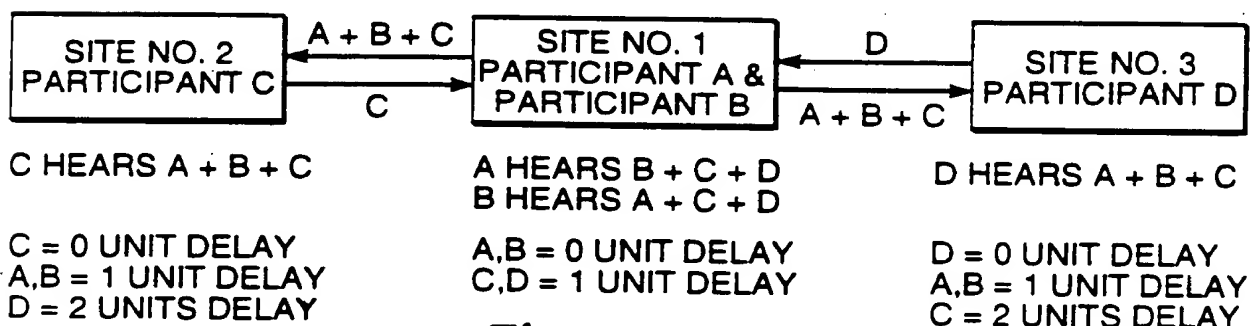 SITE NO. 2
PARTICIPANT C
A + B + C
C
SITE NO. 1
PARTICIPANT A &
PARTICIPANT B
D
A + B + C
SITE NO. 3
PARTICIPANT D
C HEARS A + B + C
A HEARS B + C + D
B HEARS A + C + D
D HEARS A + B + C
C = 0 UNIT DELAY
A,B = 1 UNIT DELAY
D = 2 UNITS DELAY
A,B = 0 UNIT DELAY
C,D = 1 UNIT DELAY
D = 0 UNIT DELAY
A,B = 1 UNIT DELAY
C = 2 UNITS DELAY